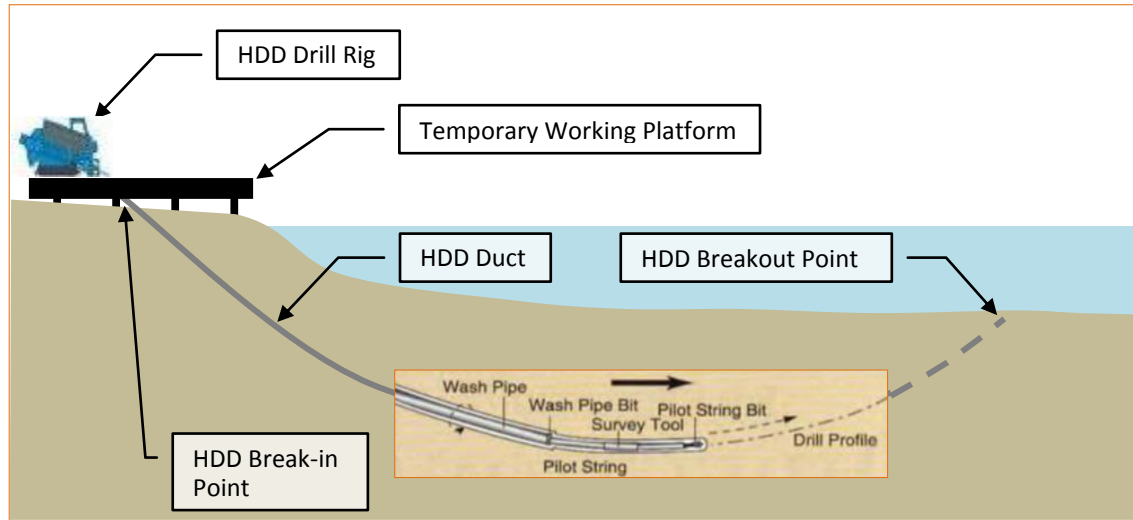 HDD Drill Rig
Temporary Working Platform
HDD Duct
HDD Breakout Point
Wash Pipe
Wash Pipe Bit
Pilot String Bit
Survey Tool
Drill Profile
Pilot String
HDD Break-in
Point